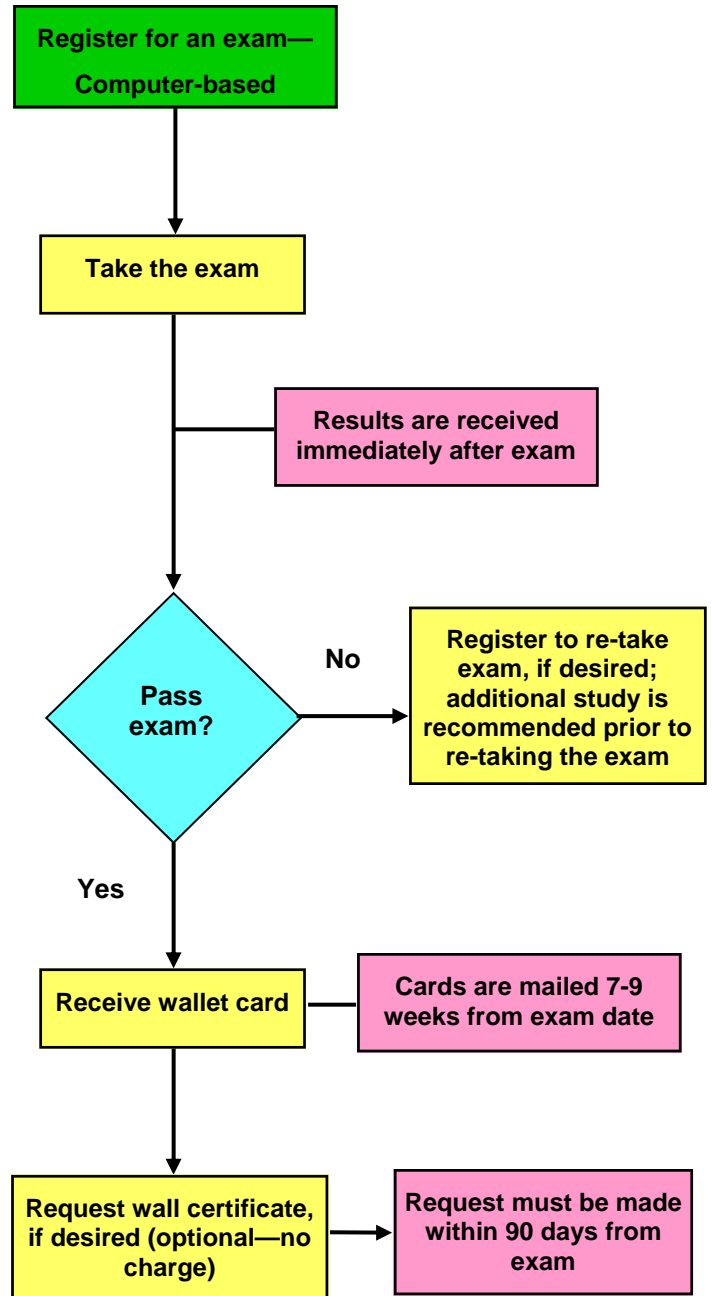 Register for an exam—
Computer-based
Take the exam
Results are received
immediately after exam
Pass
exam?
No
Register to re-take
exam, if desired;
additional study is
recommended prior to
re-taking the exam
Yes
Receive wallet card
Cards are mailed 7-9
weeks from exam date
Request wall certificate,
if desired (optional—no
charge)
Request must be made
within 90 days from
exam